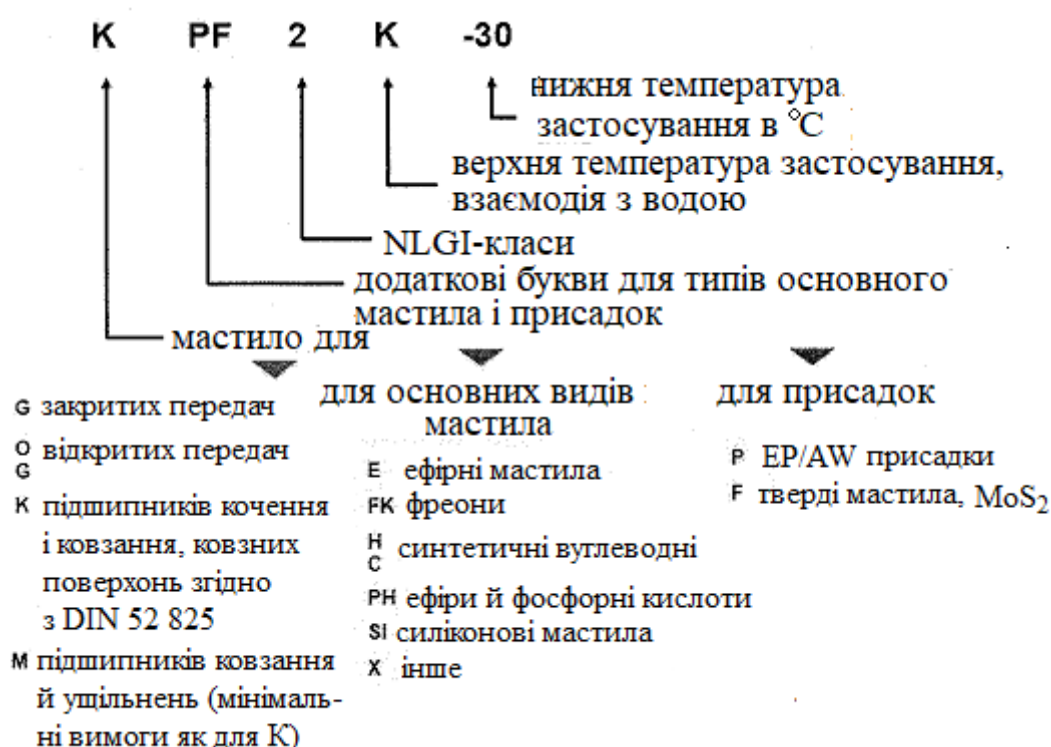 K PF 2 K -30
нижня температура
застосування в °C
верхня температура застосування,
взаємодія з водою
NLGI-класи
додаткові букви для типів основного
мастила і присадок
мастило для
G закритих передач
O G відкритих передач
K підшипників кочення
і ковзання, ковзних
поверхонь згідно
з DIN 52 825
M підшипників ковзання
й ущільнень (мінімаль-
ні вимоги як для K)
для основних видів
мастила
E ефірні мастила
FK фреони
H C синтетичні вуглеводні
PH ефіри й фосфорні кислоти
SI силіконові мастила
X інше
для присадок
P EP/AW присадки
F тверді мастила, MoS₂